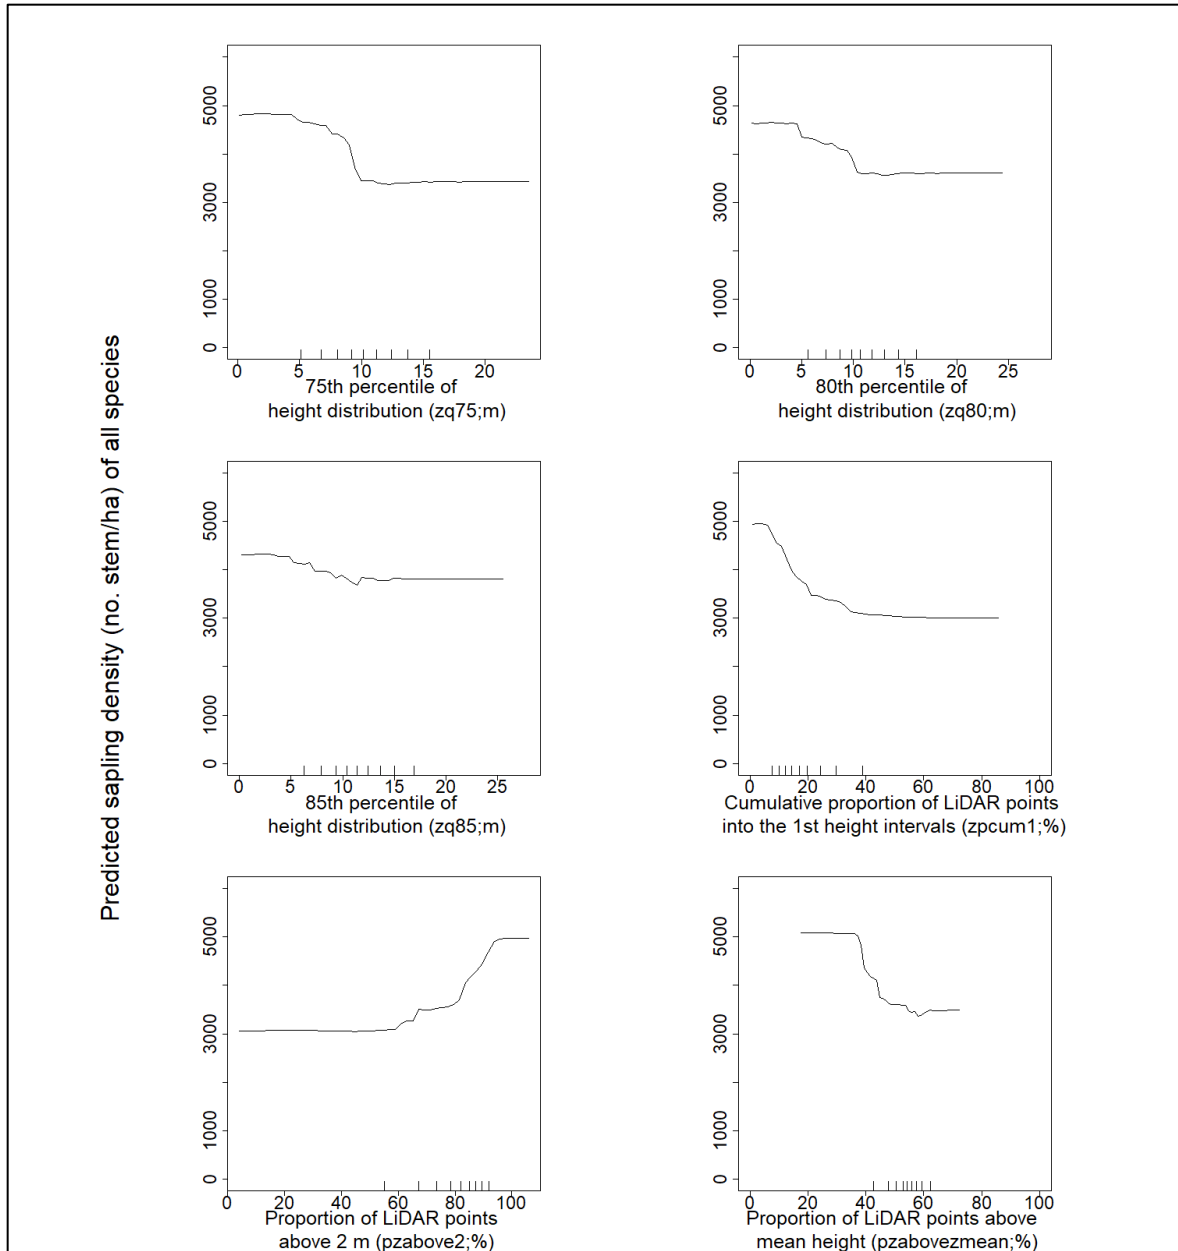 Predicted sapling density (no. stem/ha) of all species
5000
3000
1000
0
0 5 10 15 20
75th percentile of
height distribution (zq75;m)
5000
3000
1000
0
0 5 10 15 20 25
80th percentile of
height distribution (zq80;m)
5000
3000
1000
0
0 5 10 15 20 25
85th percentile of
height distribution (zq85;m)
5000
3000
1000
0
0 20 40 60 80 100
Cumulative proportion of LiDAR points
into the 1st height intervals (zpcum1;%)
5000
3000
1000
0
0 20 40 60 80 100
Proportion of LiDAR points
above 2 m (pzabove2;%)
5000
3000
1000
0
0 20 40 60 80 100
Proportion of LiDAR points above
mean height (pzabovezmean;%)